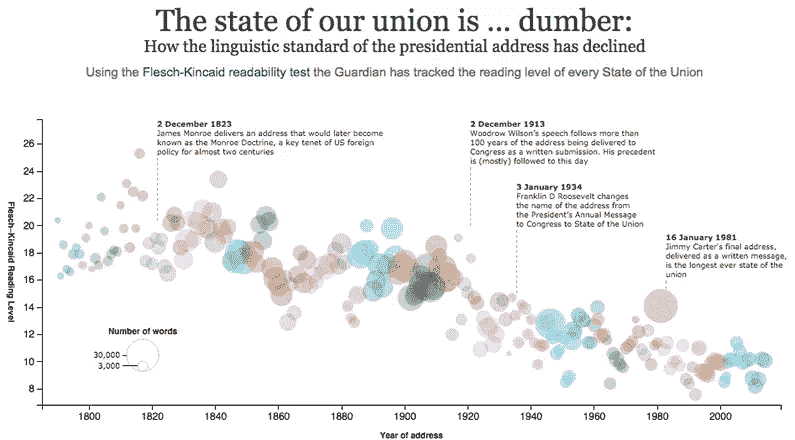 The state of our union is ... dumber:
How the linguistic standard of the presidential address has declined
Using the Flesch-Kincaid readability test the Guardian has tracked the reading level of every State of the Union
2 December 1823
James Monroe delivers an address that would later become
known as the Monroe Doctrine, a key tenet of US foreign
policy for almost two centuries
2 December 1913
Woodrow Wilson's speech follows more
than 100 years of the address being delivered to
Congress as a written submission. His precedent
is (mostly) followed to this day
3 January 1934
Franklin D Roosevelt changes
the name of the address from
the President's Annual Message
to Congress to State of the Union
16 January 1981
Jimmy Carter's final address,
delivered as a written message,
is the longest ever state of the
union
Flesch-Kincaid Reading Level
26
24
22
20
18
16
14
12
10
8
Number of words
30,000
3,000
1800
1820
1840
1860
1880
1900
1920
1940
1960
1980
2000
Year of address